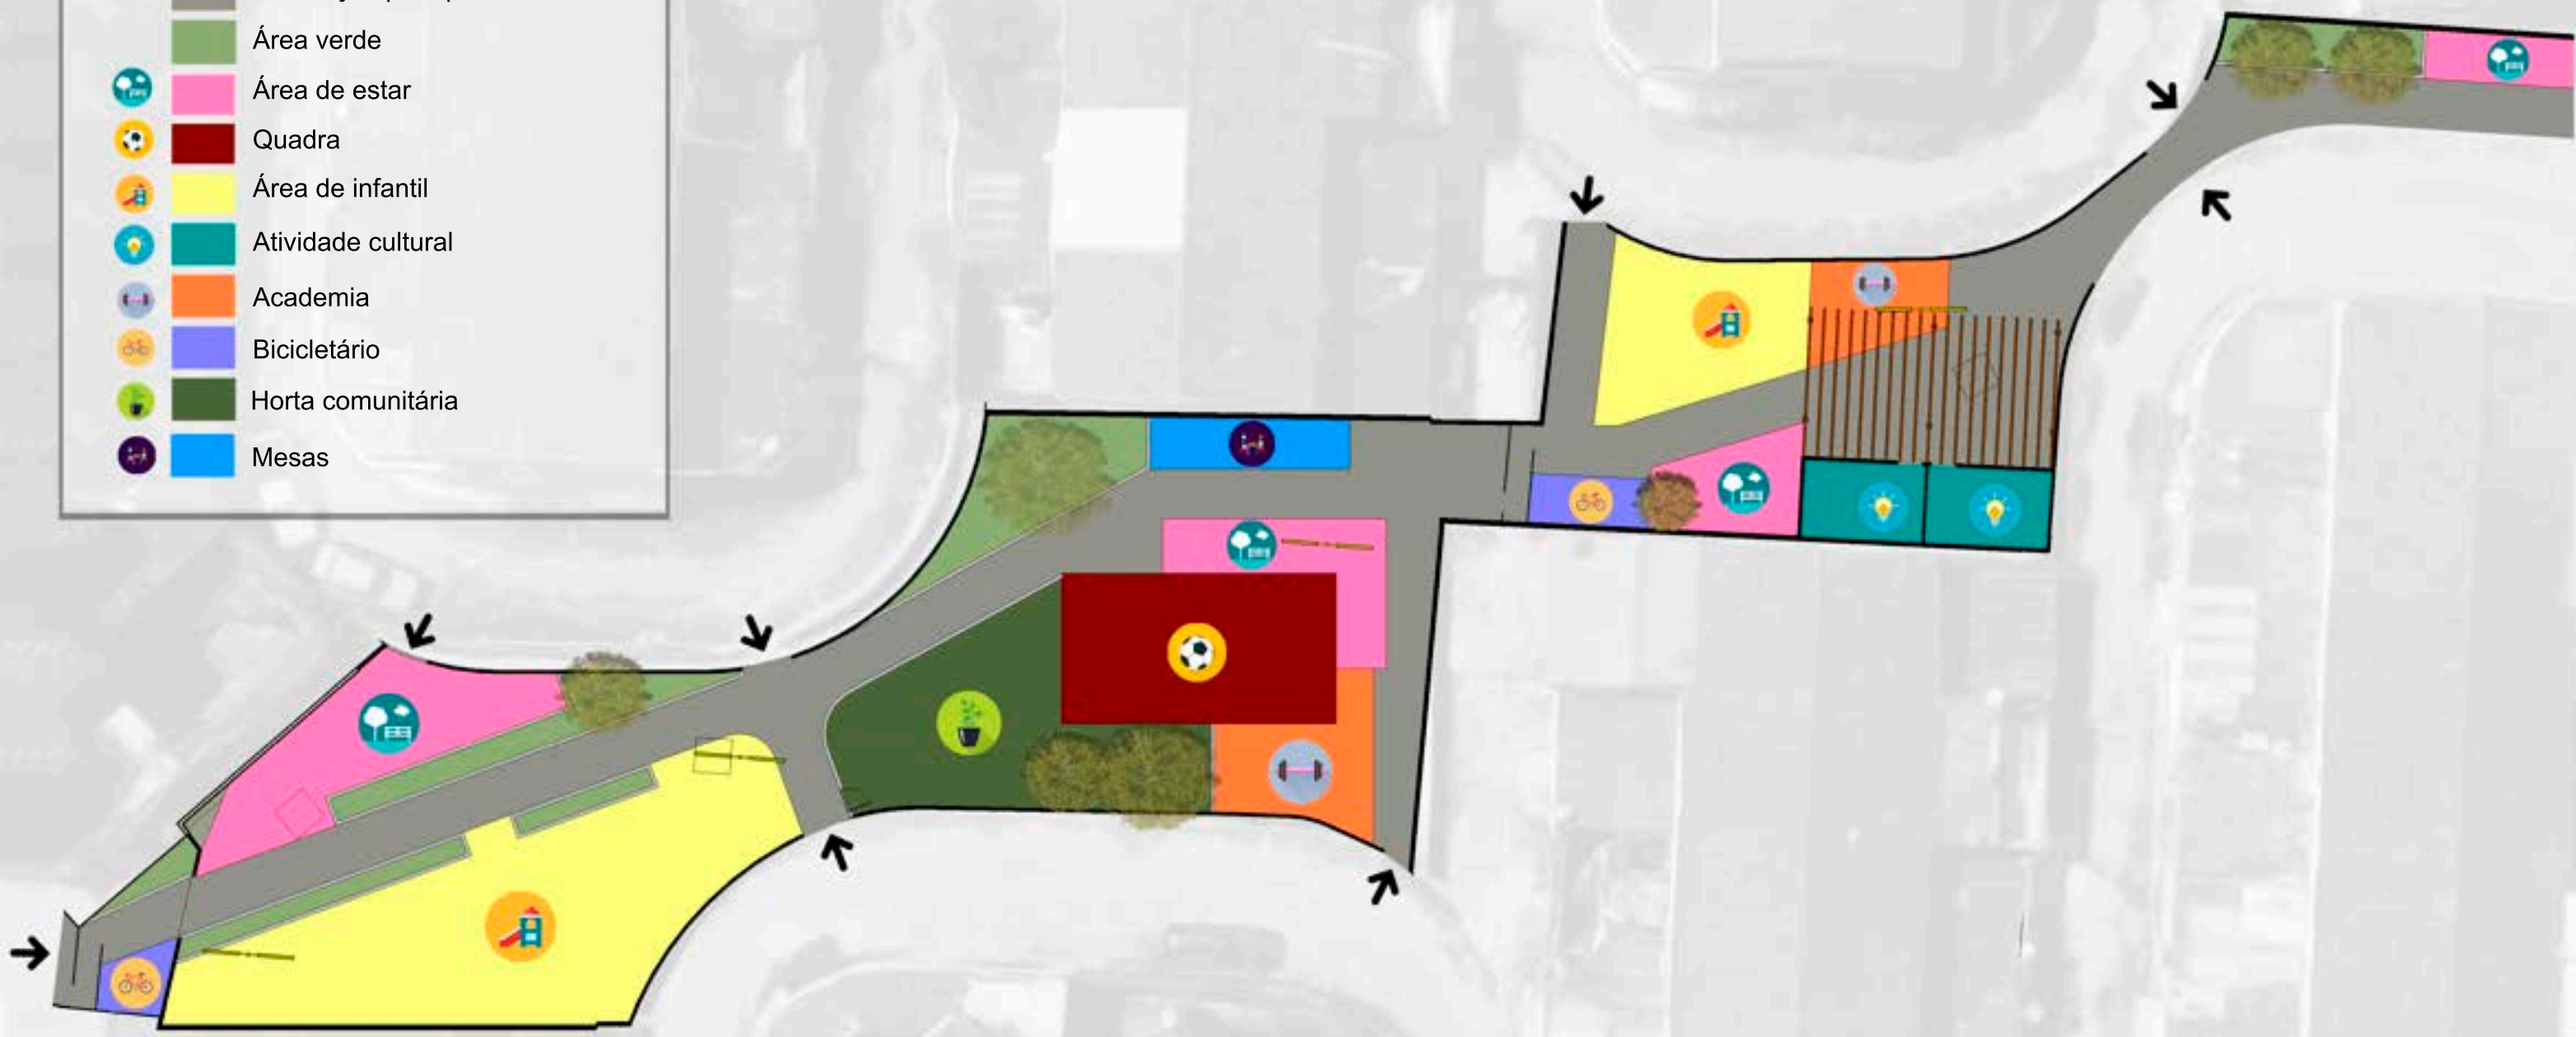 Área verde
Área de estar
Quadra
Área de infantil
Atividade cultural
Academia
Bicicletário
Horta comunitária
Mesas